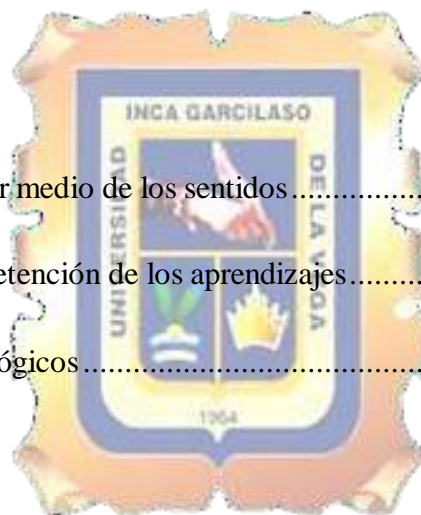 INCA GARCILASO
UNIVERSIDAD
DE LA VEGA
r medio de los sentidos....................
etención de los aprendizajes...........
ógicos..............................................
1964